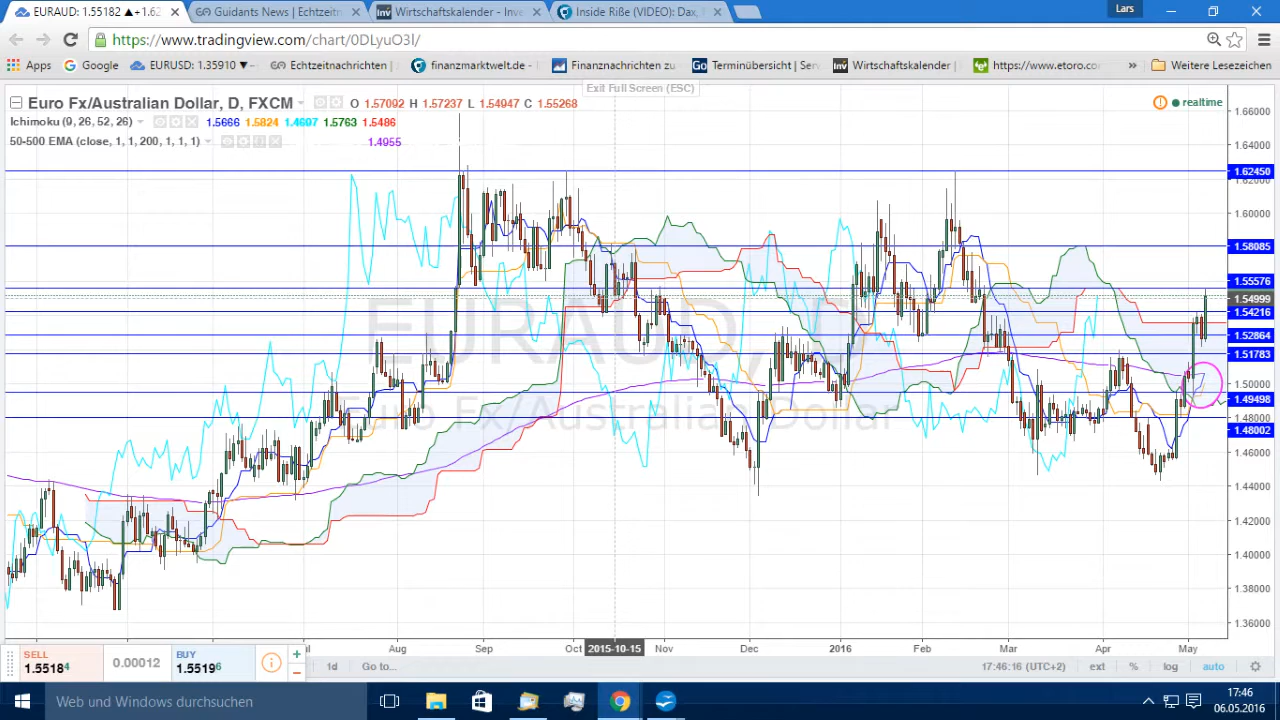 EURAUD: 1.55182 ▲+1.62
Guidants News | Echtzeitn
Wirtschaftskalender - Inve
Inside Riße (VIDEO): Dax,
Lars
https://www.tradingview.com/chart/0DLyuO3l/
Apps
Google
EURUSD: 1.35910 ▼ -
Echtzeitnachrichten /
finanzmarktwelt.de -
Finanznachrichten zu
Terminübersicht | Serv
Wirtschaftskalender |
https://www.etoro.com
»
Weitere Lesezeichen
Exit Full Screen (ESC)
Euro Fx/Australian Dollar, D, FXCM
O 1.57092 H 1.57237 L 1.54947 C 1.55268
realtime
Ichimoku (9, 26, 52, 26)
1.5666 1.5824 1.4607 1.5763 1.5486
50-500 EMA (close, 1, 1, 200, 1, 1, 1)
1.4955
EURAUD, D
Euro Fx/Australian Dollar
1.66000
1.64000
1.62450
1.62000
1.60000
1.58085
1.55576
1.54999
1.54216
1.52864
1.51783
1.50000
1.49498
1.48000
1.48002
1.46000
1.44000
1.42000
1.40000
1.38000
1.36000
Aug
Sep
Oct
2015-10-15
Nov
Dec
2016
Feb
Mar
Apr
May
SELL
1.55184
0.00012
BUY
1.55196
1d
Go to...
17:46:16 (UTC+2)
ext
%
log
auto
Web und Windows durchsuchen
17:46
06.05.2016